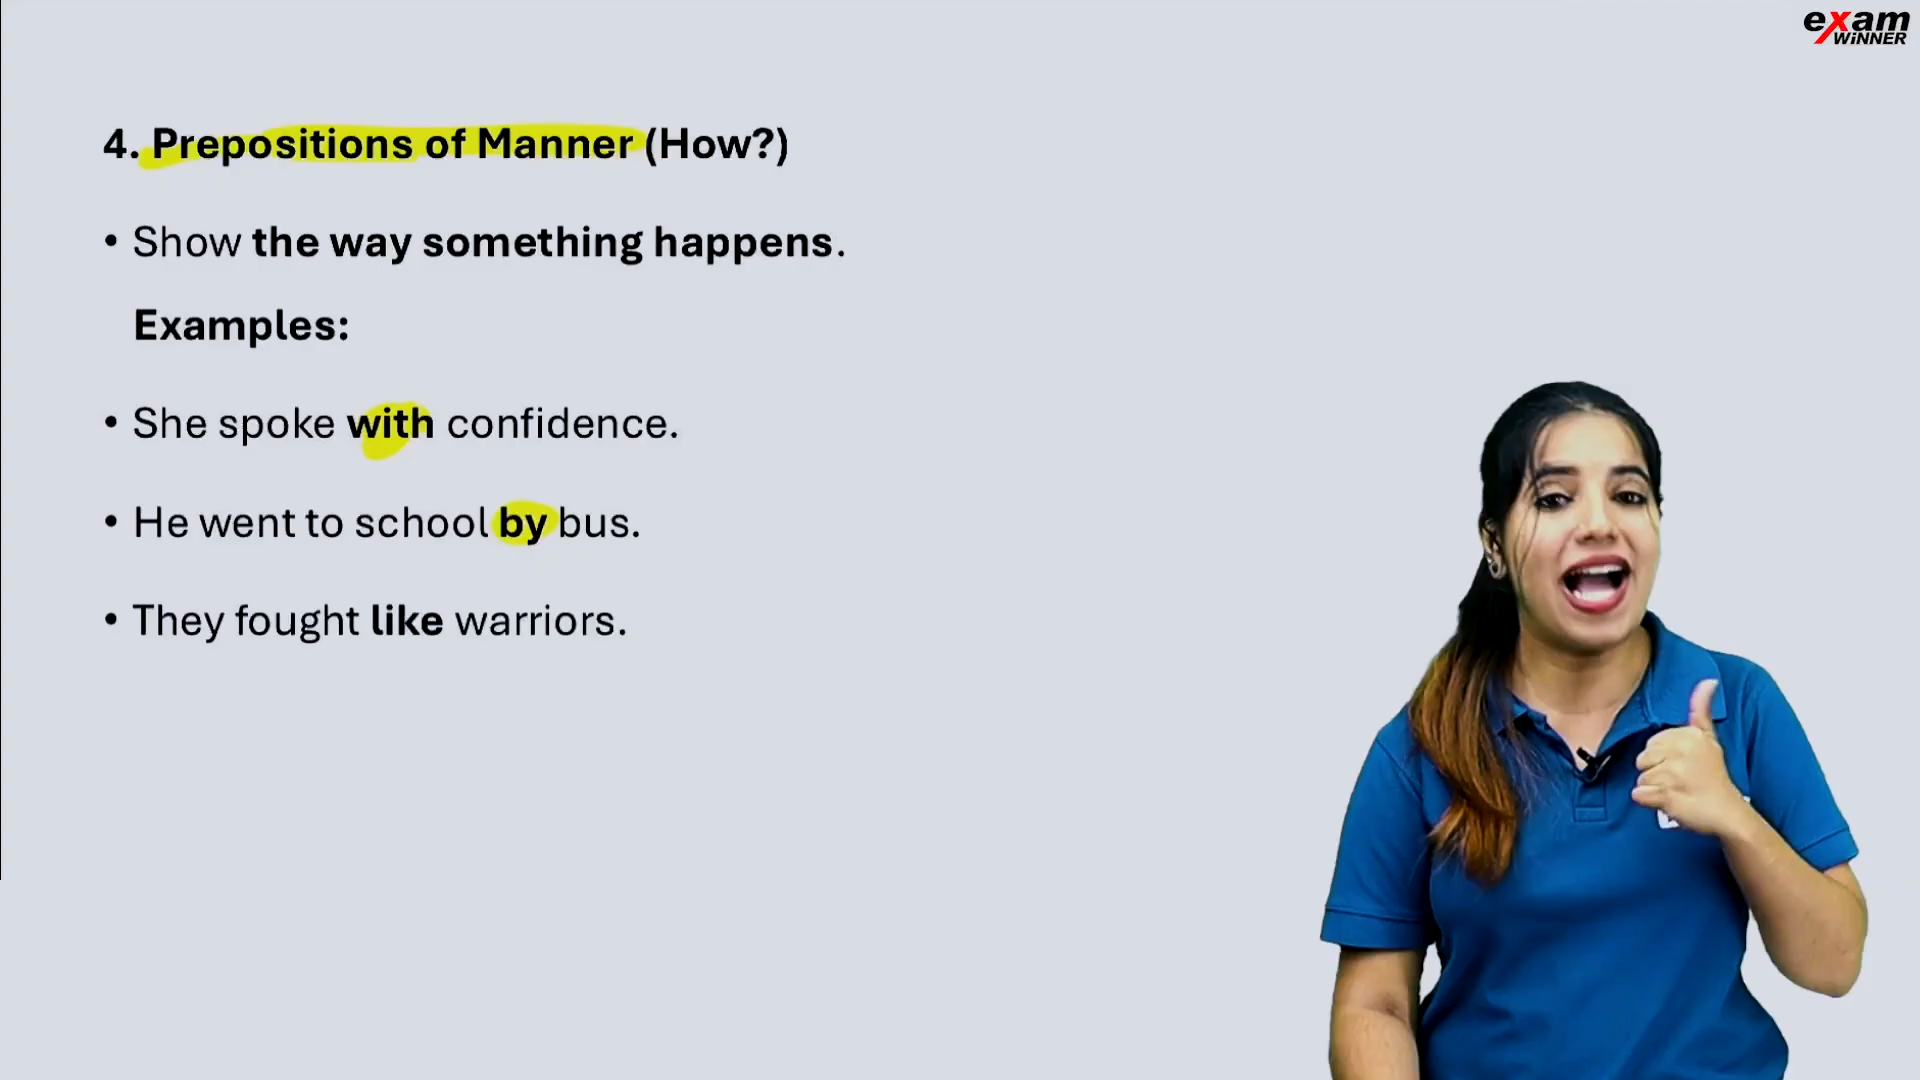 exam
WiNNER
4. Prepositions of Manner (How?)
• Show the way something happens.
Examples:
• She spoke with confidence.
• He went to school by bus.
• They fought like warriors.